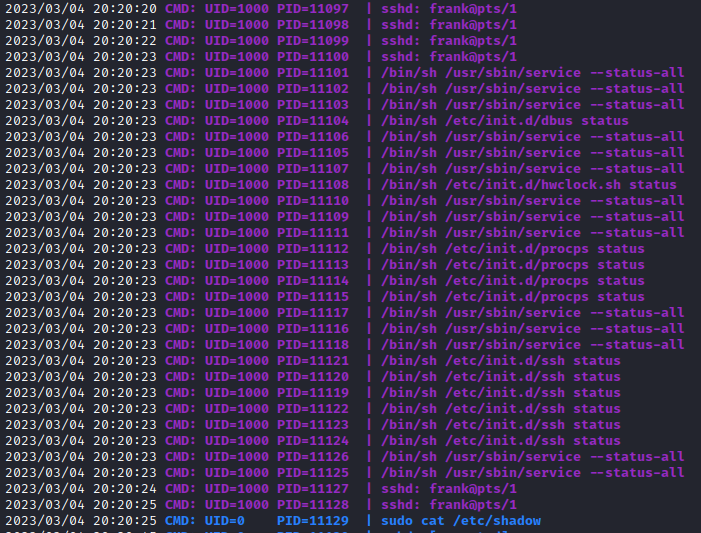 2023/03/04 20:20:20 CMD: UID=1000 PID=11097 | sshd: frank@pts/1
2023/03/04 20:20:21 CMD: UID=1000 PID=11098 | sshd: frank@pts/1
2023/03/04 20:20:22 CMD: UID=1000 PID=11099 | sshd: frank@pts/1
2023/03/04 20:20:23 CMD: UID=1000 PID=11100 | sshd: frank@pts/1
2023/03/04 20:20:23 CMD: UID=1000 PID=11101 | /bin/sh /usr/sbin/service --status-all
2023/03/04 20:20:23 CMD: UID=1000 PID=11102 | /bin/sh /usr/sbin/service --status-all
2023/03/04 20:20:23 CMD: UID=1000 PID=11103 | /bin/sh /usr/sbin/service --status-all
2023/03/04 20:20:23 CMD: UID=1000 PID=11104 | /bin/sh /etc/init.d/dbus status
2023/03/04 20:20:23 CMD: UID=1000 PID=11106 | /bin/sh /usr/sbin/service --status-all
2023/03/04 20:20:23 CMD: UID=1000 PID=11105 | /bin/sh /usr/sbin/service --status-all
2023/03/04 20:20:23 CMD: UID=1000 PID=11107 | /bin/sh /usr/sbin/service --status-all
2023/03/04 20:20:23 CMD: UID=1000 PID=11108 | /bin/sh /etc/init.d/hwclock.sh status
2023/03/04 20:20:23 CMD: UID=1000 PID=11110 | /bin/sh /usr/sbin/service --status-all
2023/03/04 20:20:23 CMD: UID=1000 PID=11109 | /bin/sh /usr/sbin/service --status-all
2023/03/04 20:20:23 CMD: UID=1000 PID=11111 | /bin/sh /usr/sbin/service --status-all
2023/03/04 20:20:23 CMD: UID=1000 PID=11112 | /bin/sh /etc/init.d/procps status
2023/03/04 20:20:23 CMD: UID=1000 PID=11113 | /bin/sh /etc/init.d/procps status
2023/03/04 20:20:23 CMD: UID=1000 PID=11114 | /bin/sh /etc/init.d/procps status
2023/03/04 20:20:23 CMD: UID=1000 PID=11115 | /bin/sh /etc/init.d/procps status
2023/03/04 20:20:23 CMD: UID=1000 PID=11117 | /bin/sh /usr/sbin/service --status-all
2023/03/04 20:20:23 CMD: UID=1000 PID=11116 | /bin/sh /usr/sbin/service --status-all
2023/03/04 20:20:23 CMD: UID=1000 PID=11118 | /bin/sh /usr/sbin/service --status-all
2023/03/04 20:20:23 CMD: UID=1000 PID=11121 | /bin/sh /etc/init.d/ssh status
2023/03/04 20:20:23 CMD: UID=1000 PID=11120 | /bin/sh /etc/init.d/ssh status
2023/03/04 20:20:23 CMD: UID=1000 PID=11119 | /bin/sh /etc/init.d/ssh status
2023/03/04 20:20:23 CMD: UID=1000 PID=11122 | /bin/sh /etc/init.d/ssh status
2023/03/04 20:20:23 CMD: UID=1000 PID=11123 | /bin/sh /etc/init.d/ssh status
2023/03/04 20:20:23 CMD: UID=1000 PID=11124 | /bin/sh /etc/init.d/ssh status
2023/03/04 20:20:23 CMD: UID=1000 PID=11126 | /bin/sh /usr/sbin/service --status-all
2023/03/04 20:20:23 CMD: UID=1000 PID=11125 | /bin/sh /usr/sbin/service --status-all
2023/03/04 20:20:24 CMD: UID=1000 PID=11127 | sshd: frank@pts/1
2023/03/04 20:20:25 CMD: UID=1000 PID=11128 | sshd: frank@pts/1
2023/03/04 20:20:25 CMD: UID=0 PID=11129 | sudo cat /etc/shadow